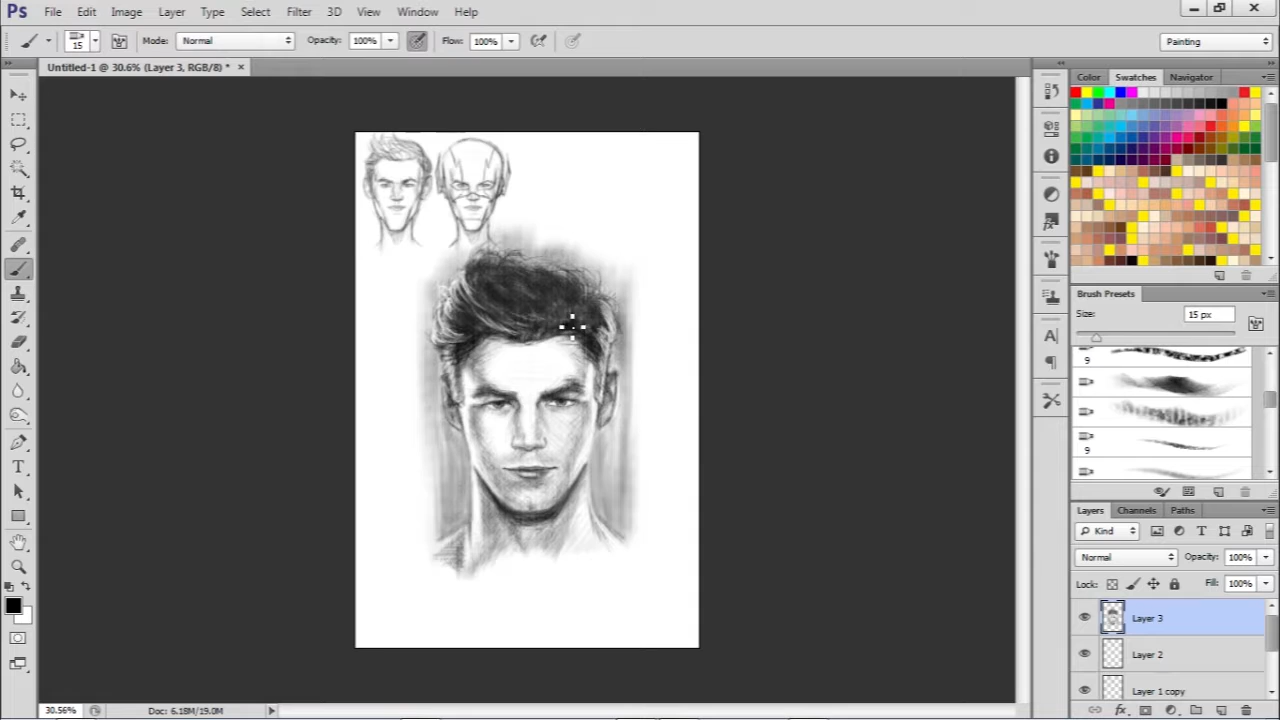 Ps File Edit Image Layer Type Select Filter 3D View Window Help
15 Mode: Normal Opacity: 100% Flow: 100% Painting
Untitled-1 @ 30.6% (Layer 3, RGB/8) * ×
Color Swatches Navigator
Brush Presets
Size: 15 px
9
9
Layers Channels Paths
Kind
Normal Opacity: 100%
Lock: Fill: 100%
Layer 3
Layer 2
Layer 1 copy
30.56% Doc: 6.18M/19.0M